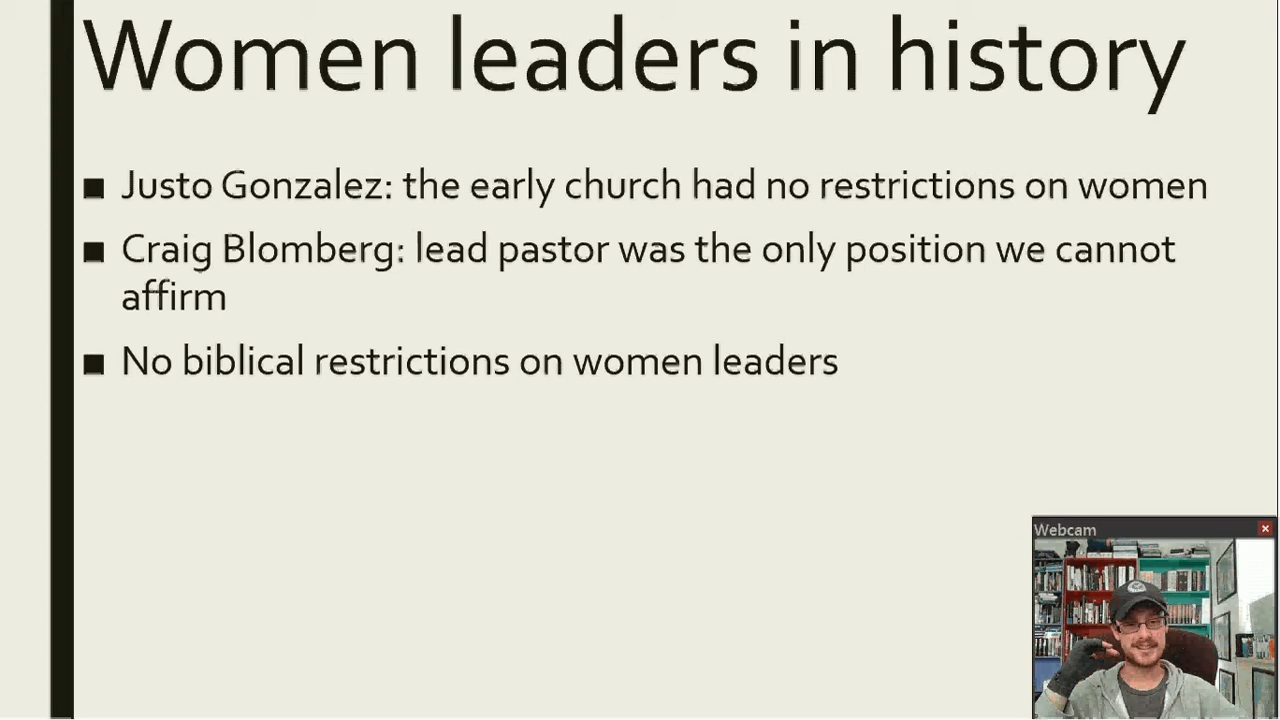 Women leaders in history
■ Justo Gonzalez: the early church had no restrictions on women
■ Craig Blomberg: lead pastor was the only position we cannot
affirm
■ No biblical restrictions on women leaders
Webcam